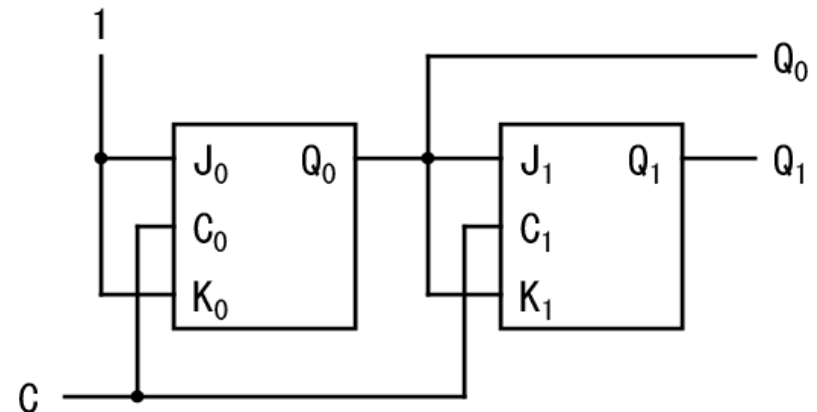 1
Q₀
J₀ Q₀ J₁ Q₁ Q₁
C₀ C₁
K₀ K₁
C